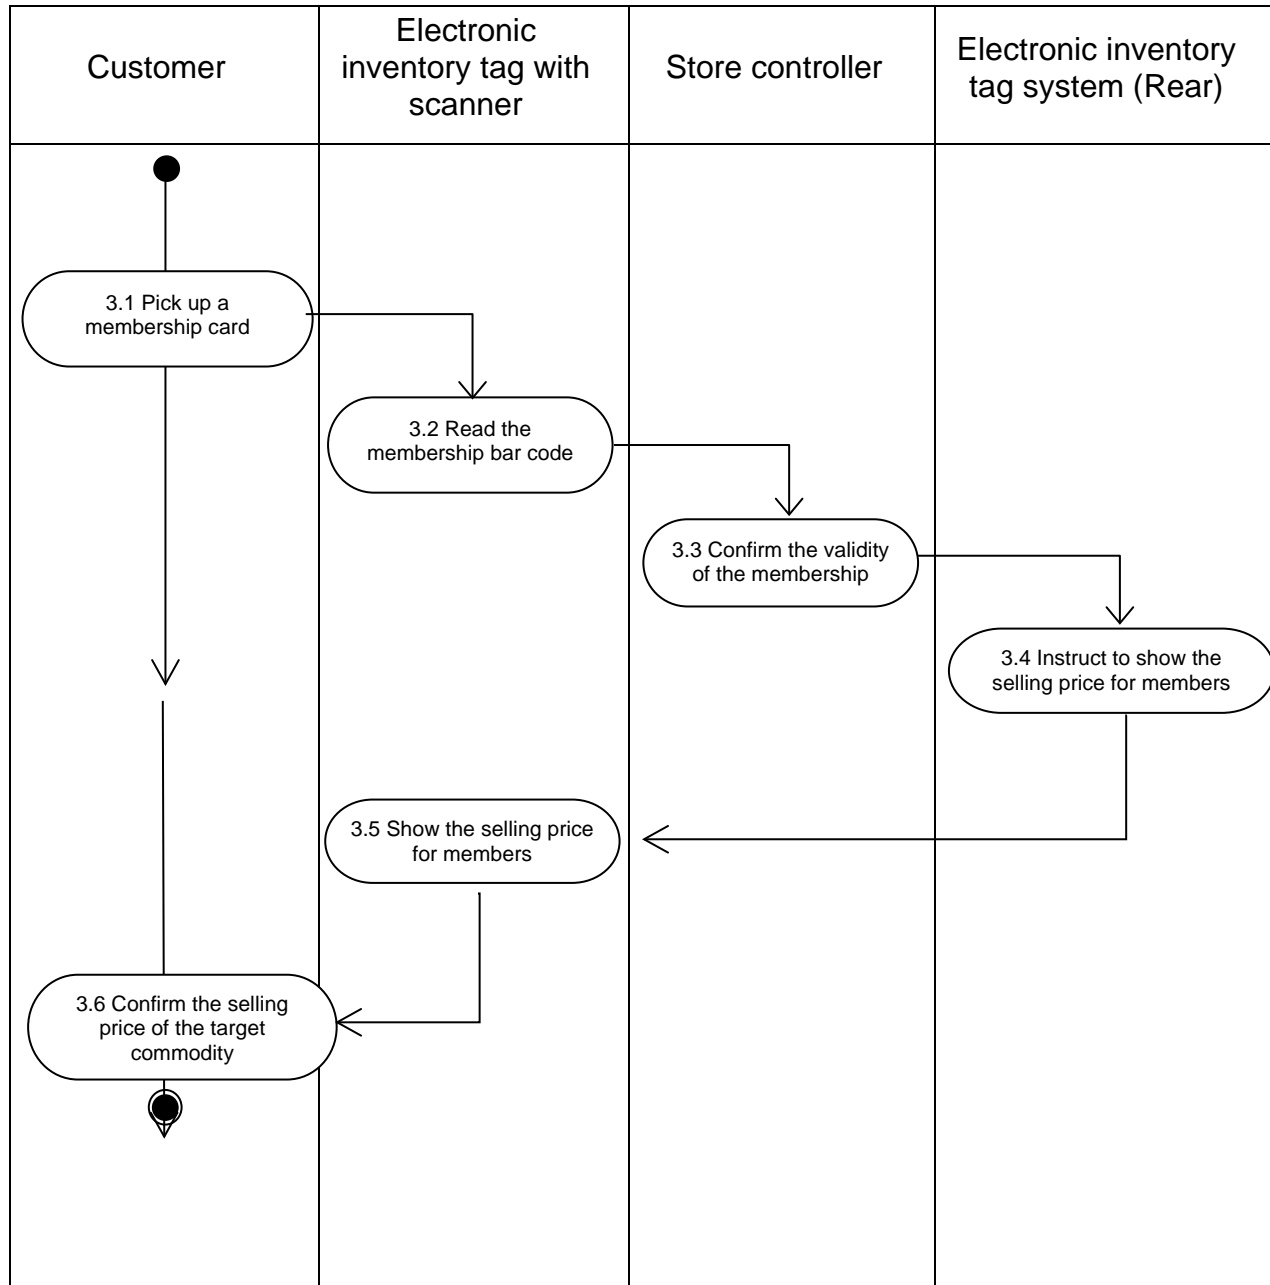 Customer
Electronic
inventory tag with
scanner
Store controller
Electronic inventory
tag system (Rear)
3.1 Pick up a
membership card
3.2 Read the
membership bar code
3.3 Confirm the validity
of the membership
3.4 Instruct to show the
selling price for members
3.5 Show the selling price
for members
3.6 Confirm the selling
price of the target
commodity